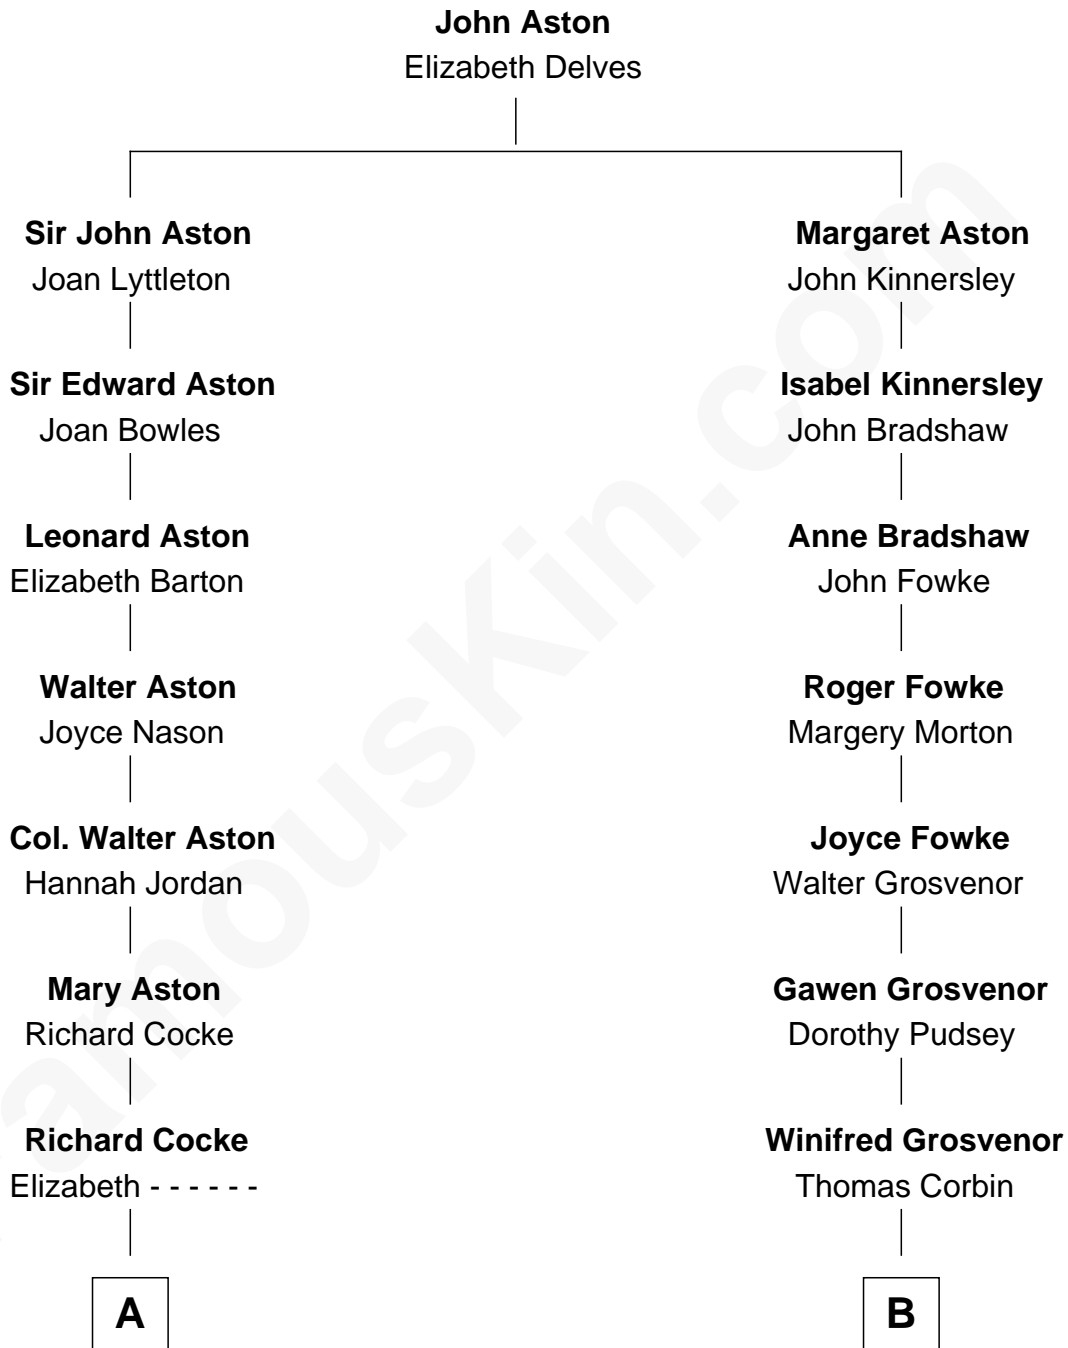 John Aston
Elizabeth Delves
Sir John Aston
Joan Lyttleton
Margaret Aston
John Kinnersley
Sir Edward Aston
Joan Bowles
Isabel Kinnersley
John Bradshaw
Leonard Aston
Elizabeth Barton
Anne Bradshaw
John Fowke
Walter Aston
Joyce Nason
Roger Fowke
Margery Morton
Col. Walter Aston
Hannah Jordan
Joyce Fowke
Walter Grosvenor
Mary Aston
Richard Cocke
Gawen Grosvenor
Dorothy Pudsey
Richard Cocke
Elizabeth - - - - - -
Winifred Grosvenor
Thomas Corbin
A
B
amousKin.com